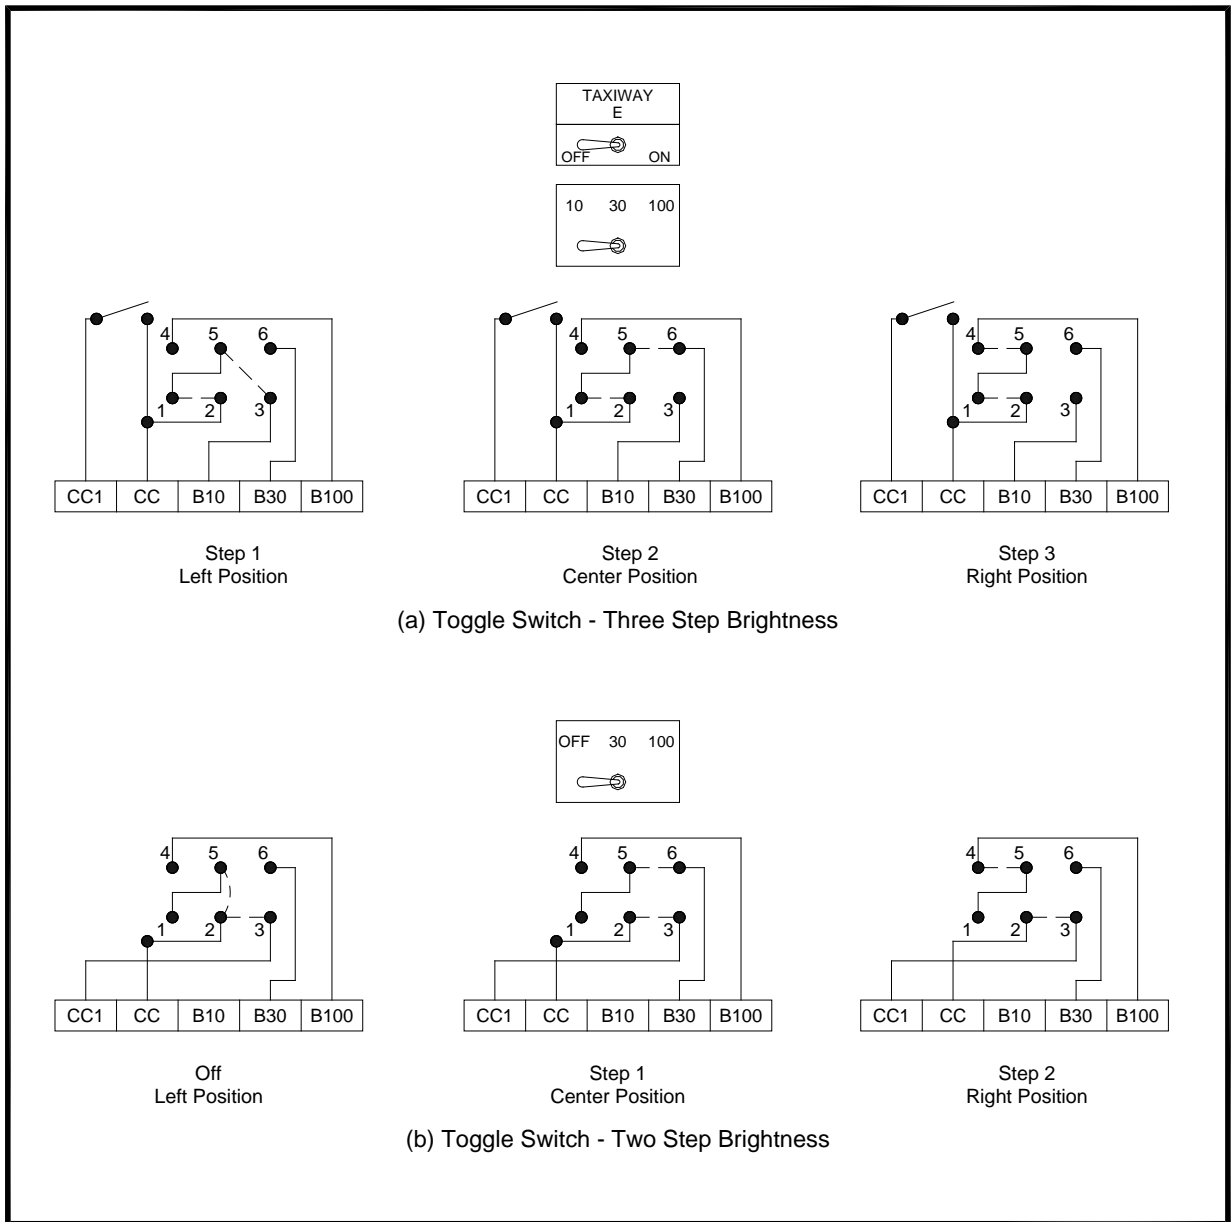 TAXIWAY
E
OFF ON
10 30 100
4 5 6
1 2 3
CC1 CC B10 B30 B100
Step 1
Left Position
4 5 6
1 2 3
CC1 CC B10 B30 B100
Step 2
Center Position
4 5 6
1 2 3
CC1 CC B10 B30 B100
Step 3
Right Position
(a) Toggle Switch - Three Step Brightness
OFF 30 100
4 5 6
1 2 3
CC1 CC B10 B30 B100
Off
Left Position
4 5 6
1 2 3
CC1 CC B10 B30 B100
Step 1
Center Position
4 5 6
1 2 3
CC1 CC B10 B30 B100
Step 2
Right Position
(b) Toggle Switch - Two Step Brightness